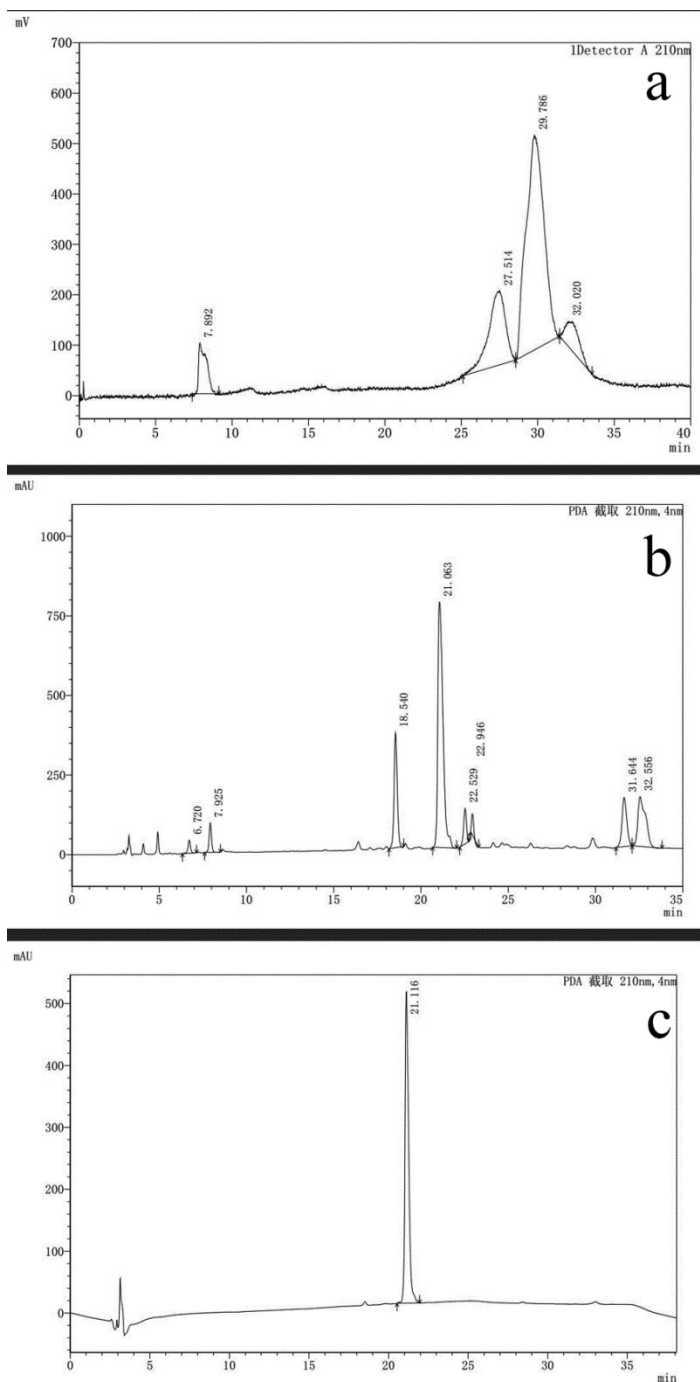 mV
700
1Detector A 210nm
a
600
29.786
500
400
300
27.514
200
32.020
7.892
100
0
0 5 10 15 20 25 30 35 40
min
mAU
PDA 截取 210nm,4nm
b
1000
21.063
750
500
18.540
22.946
22.529
31.644
32.556
250
6.720
7.925
0
0 5 10 15 20 25 30 35
min
mAU
PDA 截取 210nm,4nm
c
21.116
500
400
300
200
100
0
0 5 10 15 20 25 30 35
min